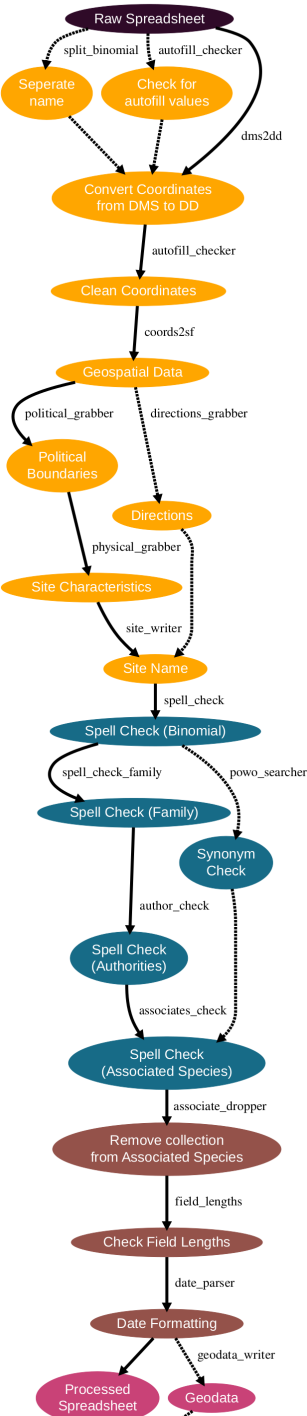 Raw Spreadsheet
split_binomial
autofill_checker
Seperate
name
Check for
autofill values
dms2dd
Convert Coordinates
from DMS to DD
autofill_checker
Clean Coordinates
coords2sf
Geospatial Data
political_grabber
directions_grabber
Political
Boundaries
Directions
physical_grabber
Site Characteristics
site_writer
Site Name
spell_check
Spell Check (Binomial)
spell_check_family
powo_searcher
Spell Check (Family)
Synonym
Check
author_check
Spell Check
(Authorities)
associates_check
Spell Check
(Associated Species)
associate_dropper
Remove collection
from Associated Species
field_lengths
Check Field Lengths
date_parser
Date Formatting
geodata_writer
Processed
Spreadsheet
Geodata